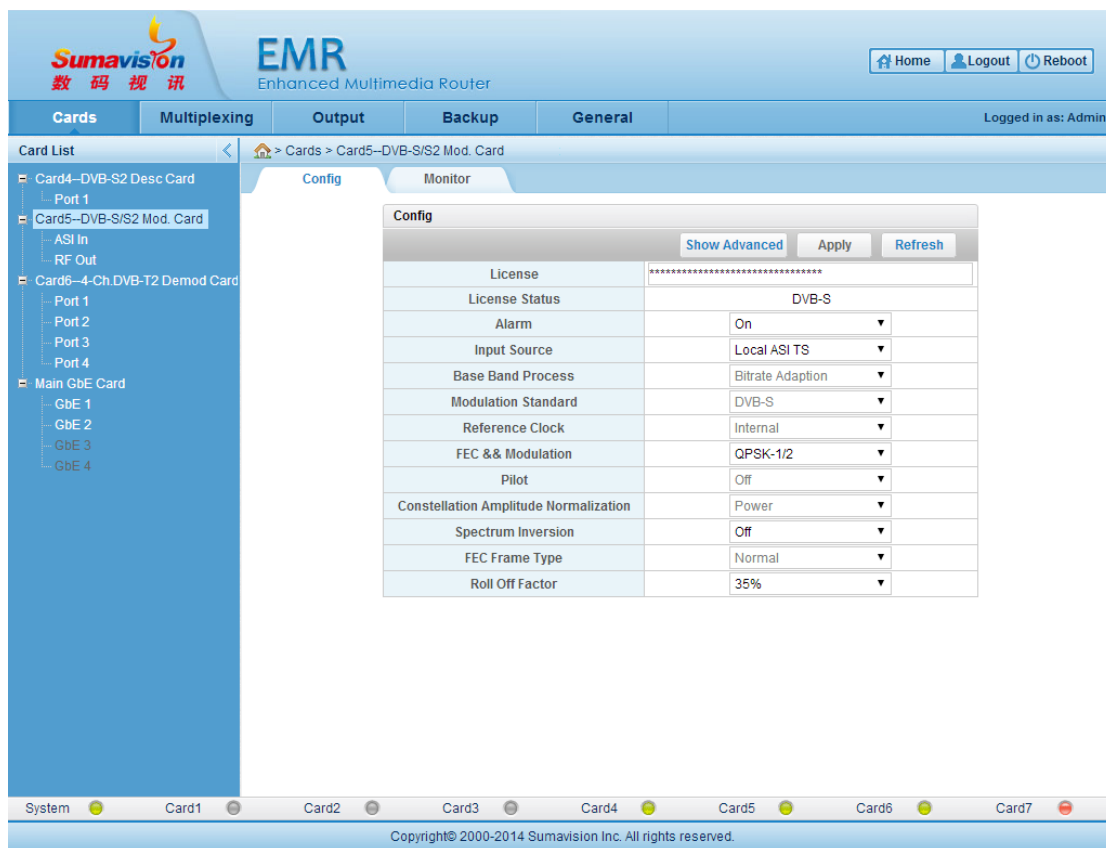 Sumavision
数 码 视 讯
EMR
Enhanced Multimedia Router
Home
Logout
Reboot
Cards
Multiplexing
Output
Backup
General
Logged in as: Admin
Card List
> Cards > Card5--DVB-S/S2 Mod. Card
Card4--DVB-S2 Desc Card
Port 1
Card5--DVB-S/S2 Mod. Card
ASI In
RF Out
Card6--4-Ch.DVB-T2 Demod Card
Port 1
Port 2
Port 3
Port 4
Main GbE Card
GbE 1
GbE 2
GbE 3
GbE 4
Config
Monitor
Config
Show Advanced
Apply
Refresh
License ********************************
License Status DVB-S
Alarm On
Input Source Local ASI TS
Base Band Process Bitrate Adaption
Modulation Standard DVB-S
Reference Clock Internal
FEC && Modulation QPSK-1/2
Pilot Off
Constellation Amplitude Normalization Power
Spectrum Inversion Off
FEC Frame Type Normal
Roll Off Factor 35%
System Card1 Card2 Card3 Card4 Card5 Card6 Card7
Copyright© 2000-2014 Sumavision Inc. All rights reserved.